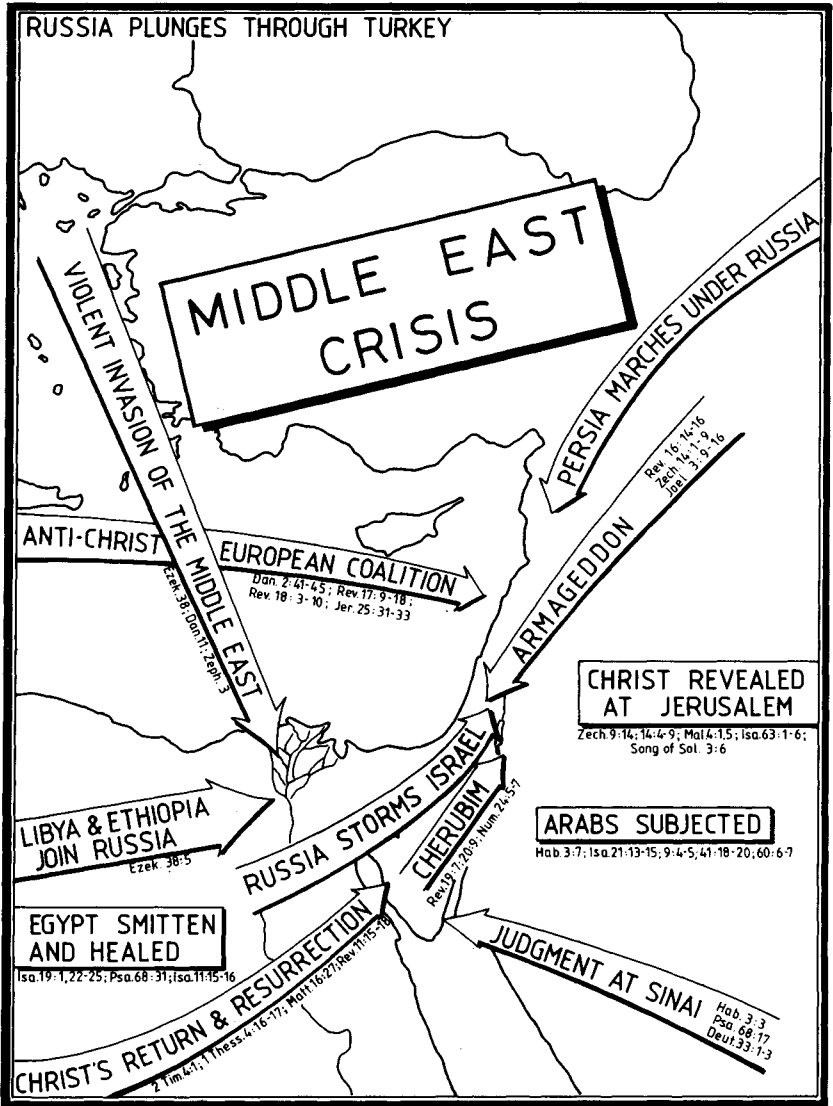 RUSSIA PLUNGES THROUGH TURKEY
MIDDLE EAST
CRISIS
VIOLENT INVASION OF THE MIDDLE EAST
Ezek.38; Dan.11; Zeph.3
PERSIA MARCHES UNDER RUSSIA
ANTI-CHRIST EUROPEAN COALITION
Dan. 2:41-45; Rev. 17:9-18;
Rev. 18:3-10; Jer. 25:31-33
ARMAGEDDON
Rev. 16:14-16
Zech. 14:1-9
Joel 3:9-16
CHRIST REVEALED
AT JERUSALEM
Zech. 9:14; 14:4-9; Mal. 4:1,5; Isa. 63:1-6;
Song of Sol. 3:6
LIBYA & ETHIOPIA
JOIN RUSSIA
Ezek. 38:5
RUSSIA STORMS ISRAEL
CHERUBIM
Rev. 19:7; 20:9; Num. 24:5-7
ARABS SUBJECTED
Hab. 3:7; Isa. 21:13-15; 9:4-5; 41:18-20; 60:6-7
EGYPT SMITTEN
AND HEALED
Isa. 19:1, 22-25; Psa. 68:31; Isa. 11:15-16
JUDGMENT AT SINAI
Hab. 3:3
Psa. 68:17
Deut. 33:1-3
CHRIST'S RETURN & RESURRECTION
2 Tim. 4:1; 1 Thess. 4:16-17; Matt. 16:27; Rev. 11:15-18